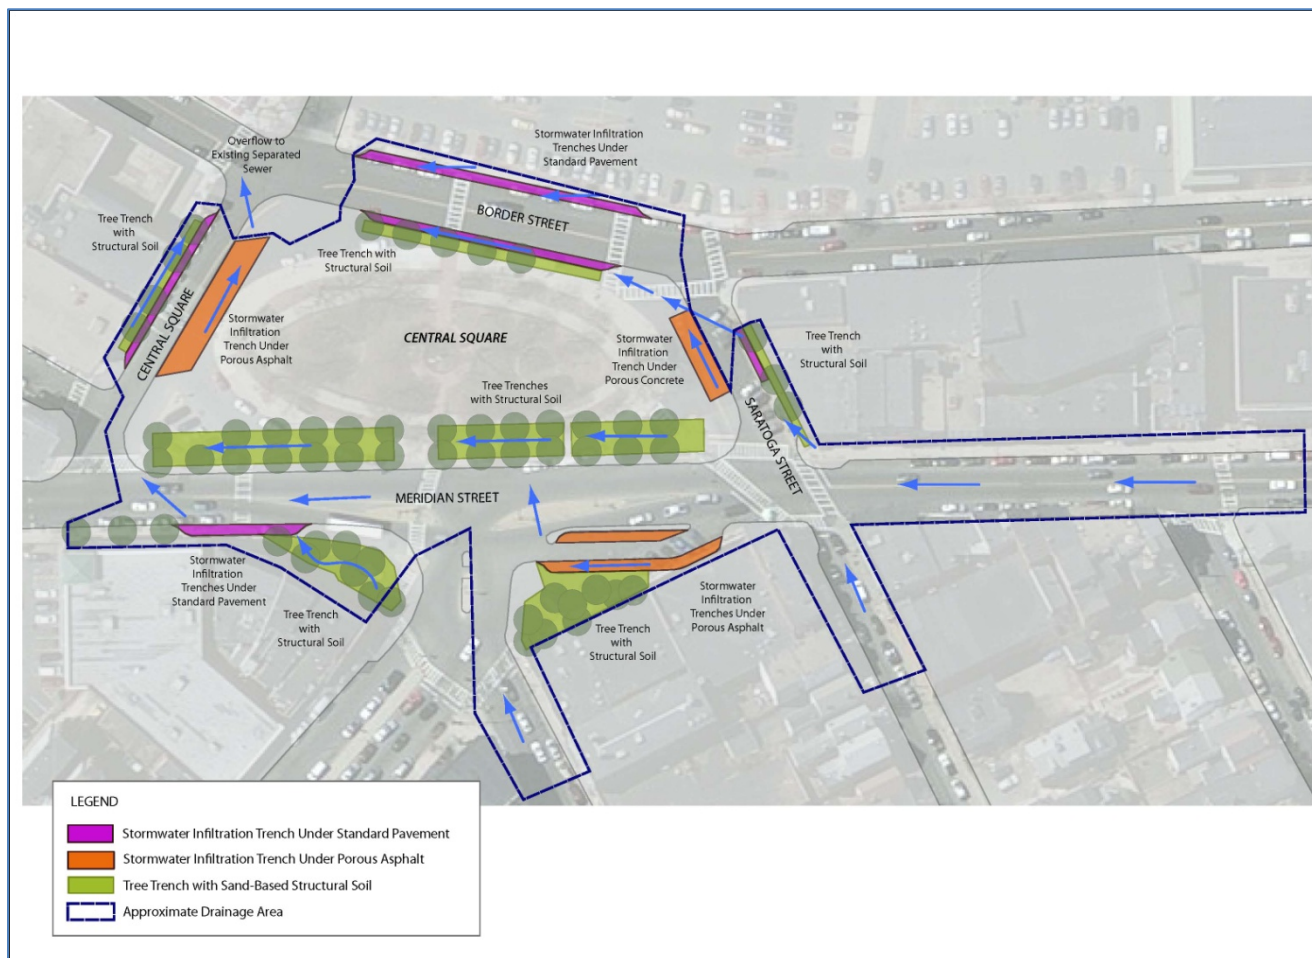 Overflow to
Existing Separated
Sewer
Stormwater Infiltration
Trenches Under
Standard Pavement
Tree Trench
with
Structural Soil
BORDER STREET
Tree Trench with
Structural Soil
CENTRAL SQUARE
Stormwater
Infiltration
Trench Under
Porous Asphalt
CENTRAL SQUARE
Stormwater
Infiltration
Trench Under
Porous Concrete
Tree Trench
with
Structural Soil
Tree Trenches
with Structural Soil
SARATOGA STREET
MERIDIAN STREET
Stormwater
Infiltration
Trenches Under
Standard Pavement
Tree Trench
with
Structural Soil
Tree Trench
with
Structural Soil
Stormwater
Infiltration
Trenches Under
Porous Asphalt
LEGEND
Stormwater Infiltration Trench Under Standard Pavement
Stormwater Infiltration Trench Under Porous Asphalt
Tree Trench with Sand-Based Structural Soil
Approximate Drainage Area